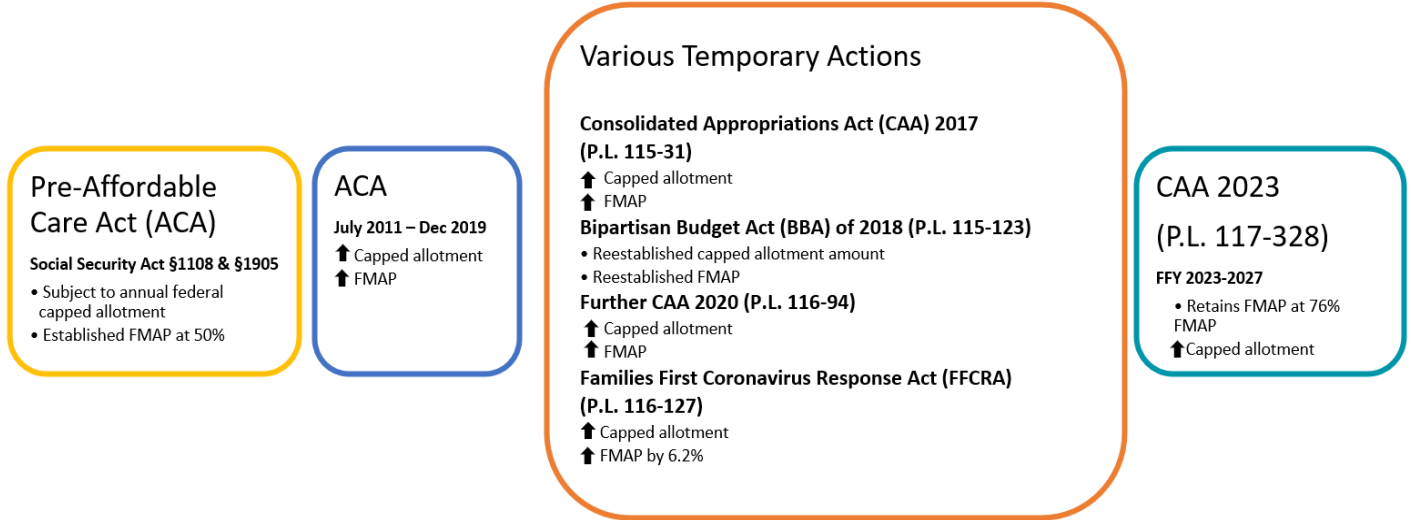 Pre-Affordable
Care Act (ACA)
Social Security Act §1108 & §1905
• Subject to annual federal
capped allotment
• Established FMAP at 50%
ACA
July 2011 – Dec 2019
⬆ Capped allotment
⬆ FMAP
Various Temporary Actions
Consolidated Appropriations Act (CAA) 2017
(P.L. 115-31)
⬆ Capped allotment
⬆ FMAP
Bipartisan Budget Act (BBA) of 2018 (P.L. 115-123)
• Reestablished capped allotment amount
• Reestablished FMAP
Further CAA 2020 (P.L. 116-94)
⬆ Capped allotment
⬆ FMAP
Families First Coronavirus Response Act (FFCRA)
(P.L. 116-127)
⬆ Capped allotment
⬆ FMAP by 6.2%
CAA 2023
(P.L. 117-328)
FFY 2023-2027
• Retains FMAP at 76%
FMAP
⬆Capped allotment